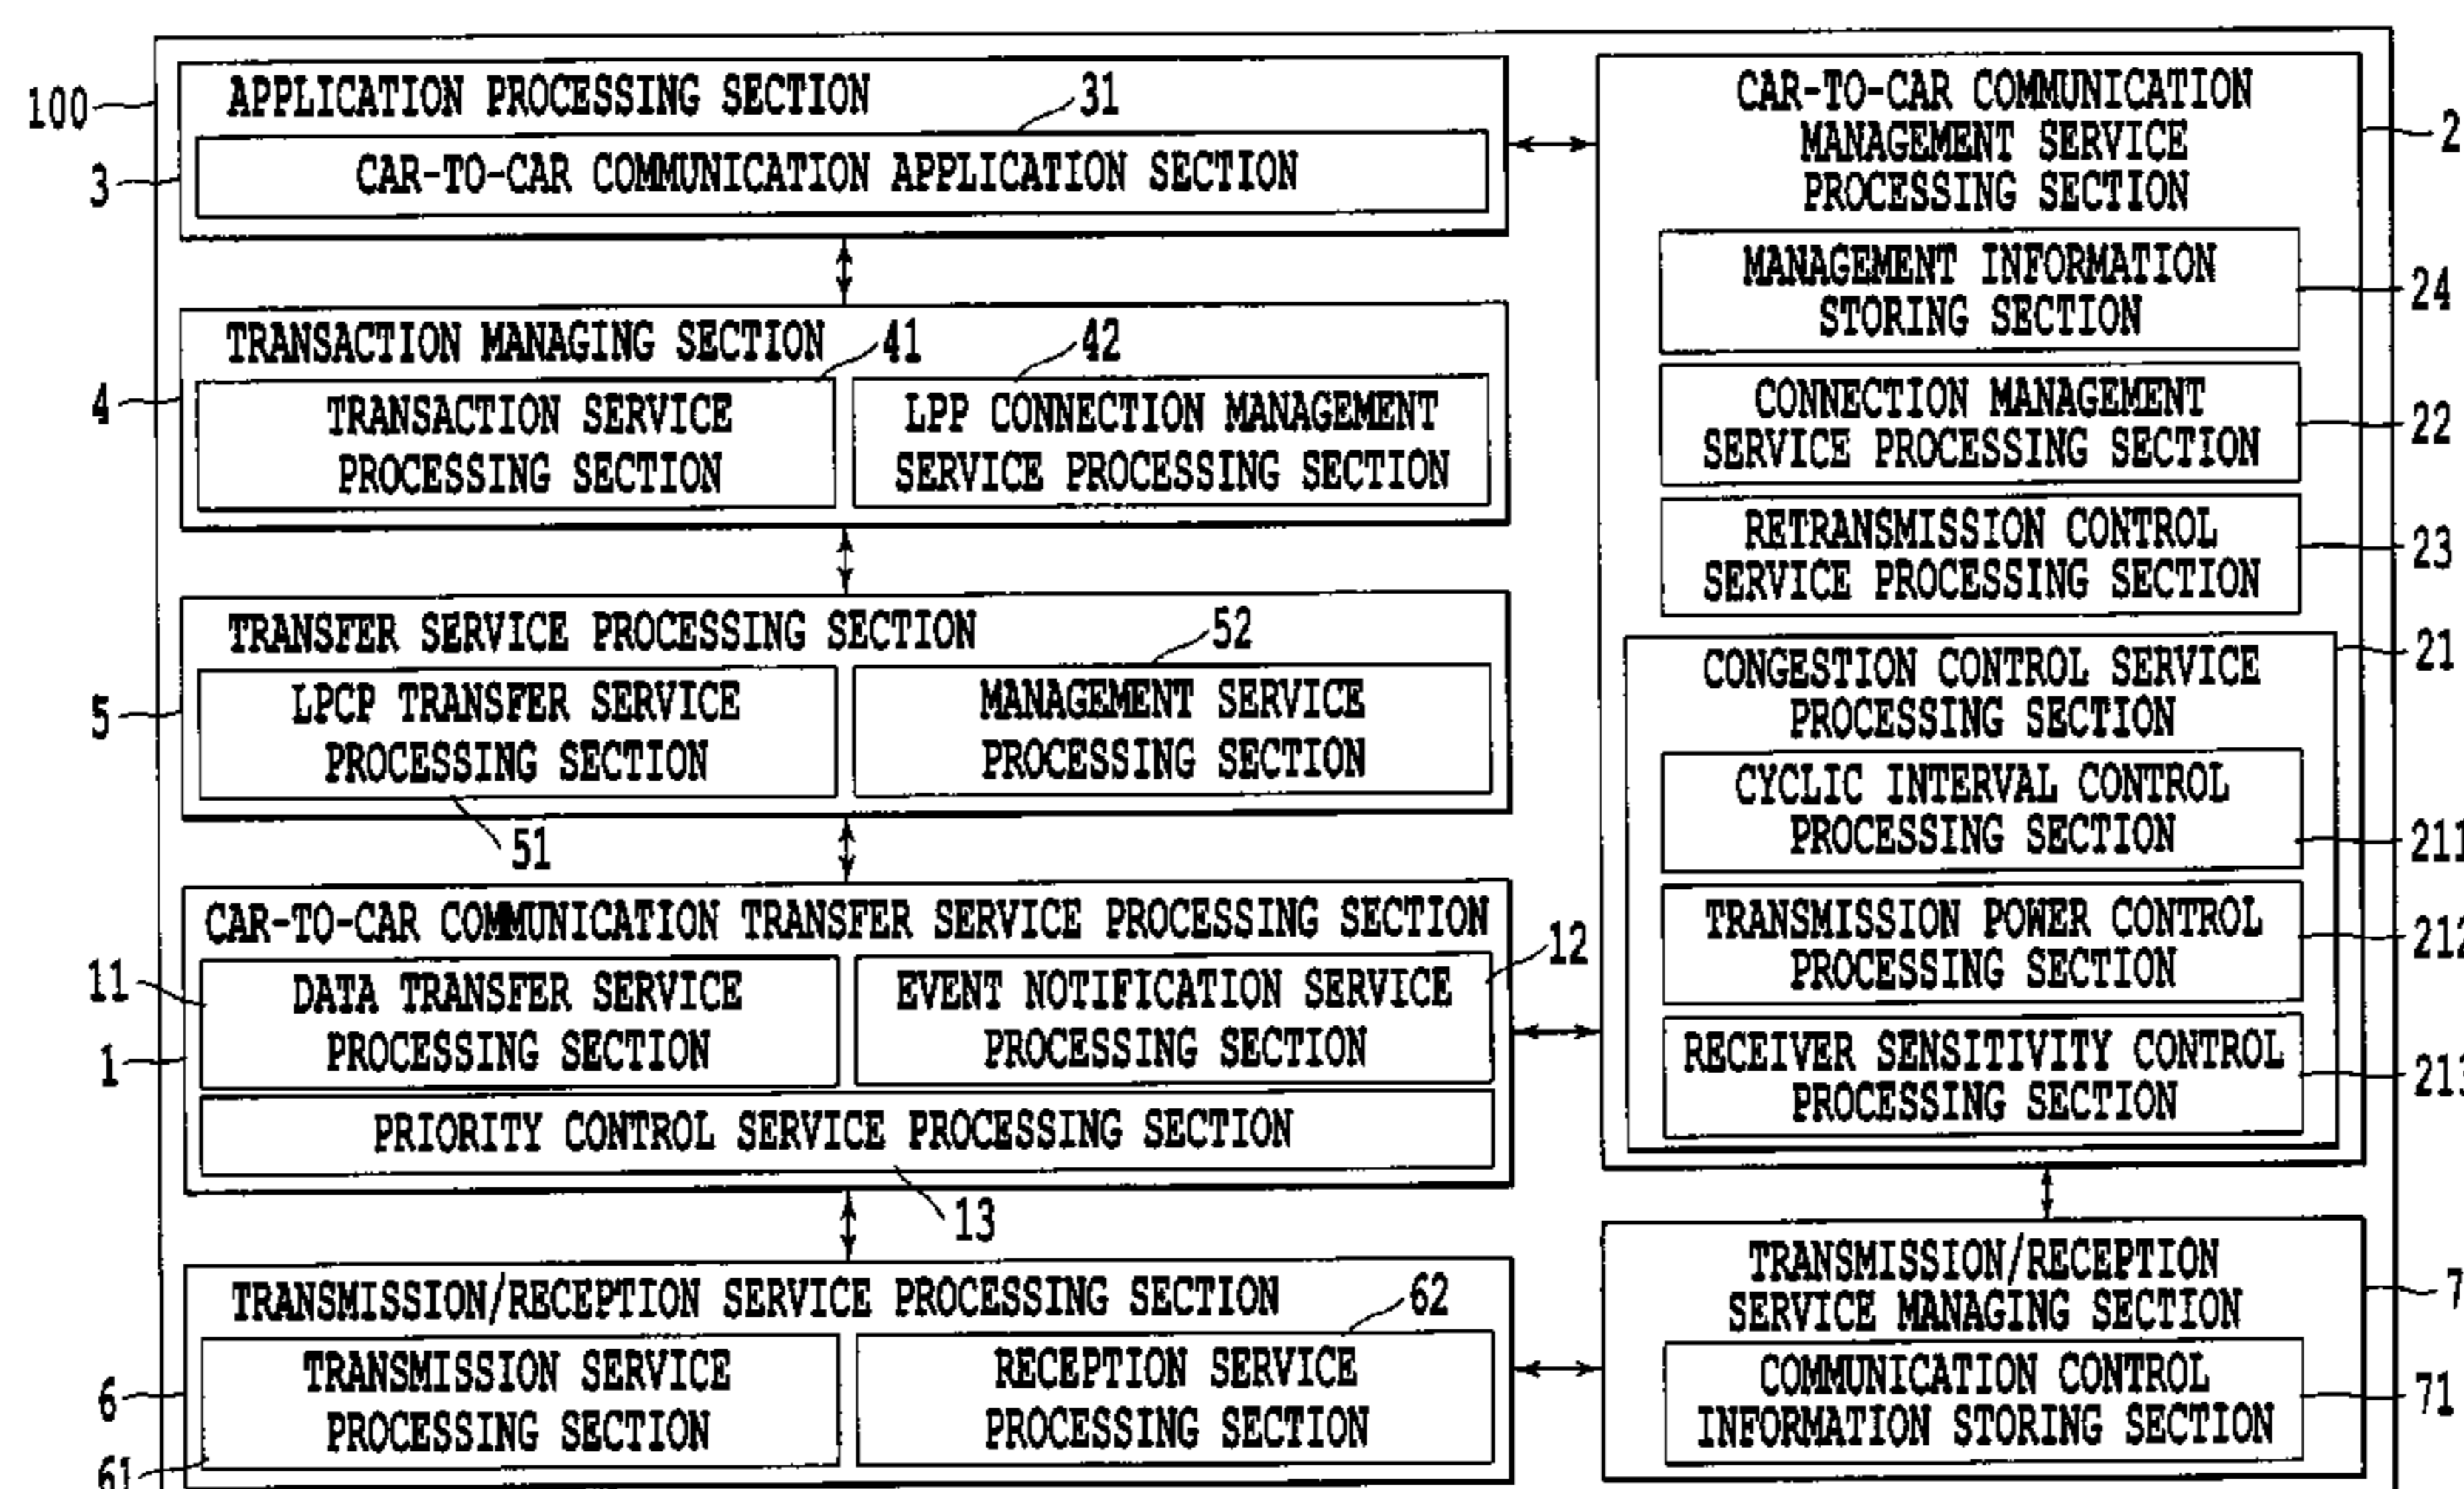 100
APPLICATION PROCESSING SECTION
31
3
CAR-TO-CAR COMMUNICATION APPLICATION SECTION
TRANSACTION MANAGING SECTION
41
42
4
TRANSACTION SERVICE
PROCESSING SECTION
LPP CONNECTION MANAGEMENT
SERVICE PROCESSING SECTION
TRANSFER SERVICE PROCESSING SECTION
52
5
LPCP TRANSFER SERVICE
PROCESSING SECTION
51
MANAGEMENT SERVICE
PROCESSING SECTION
CAR-TO-CAR COMMUNICATION TRANSFER SERVICE PROCESSING SECTION
11
DATA TRANSFER SERVICE
PROCESSING SECTION
12
EVENT NOTIFICATION SERVICE
PROCESSING SECTION
1
PRIORITY CONTROL SERVICE PROCESSING SECTION
13
TRANSMISSION/RECEPTION SERVICE PROCESSING SECTION
62
6
TRANSMISSION SERVICE
PROCESSING SECTION
61
RECEPTION SERVICE
PROCESSING SECTION
CAR-TO-CAR COMMUNICATION
MANAGEMENT SERVICE
PROCESSING SECTION
2
MANAGEMENT INFORMATION
STORING SECTION
24
CONNECTION MANAGEMENT
SERVICE PROCESSING SECTION
22
RETRANSMISSION CONTROL
SERVICE PROCESSING SECTION
23
CONGESTION CONTROL SERVICE
PROCESSING SECTION
21
CYCLIC INTERVAL CONTROL
PROCESSING SECTION
211
TRANSMISSION POWER CONTROL
PROCESSING SECTION
212
RECEIVER SENSITIVITY CONTROL
PROCESSING SECTION
213
TRANSMISSION/RECEPTION
SERVICE MANAGING SECTION
7
COMMUNICATION CONTROL
INFORMATION STORING SECTION
71